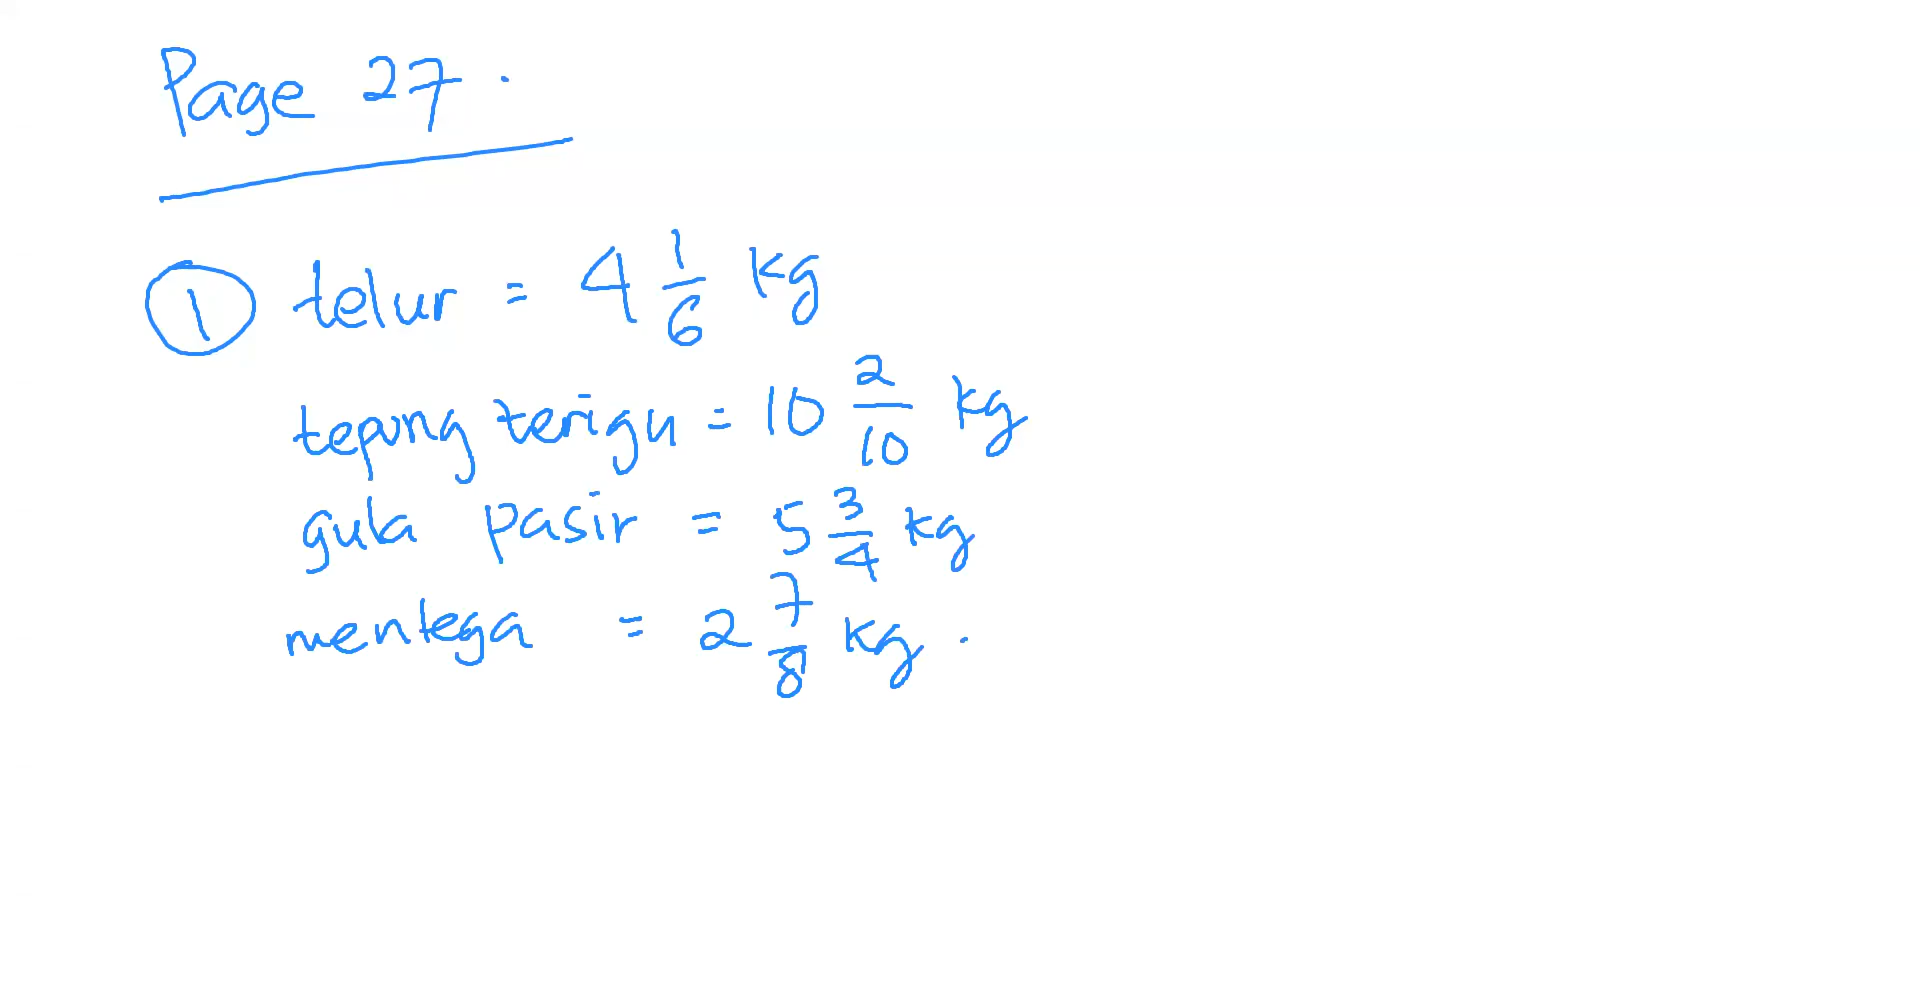 Page 27.
① telur = 4 1/6 kg
tepung terigu = 10 2/10 kg
gula pasir = 5 3/4 kg
mentega = 2 7/8 kg.